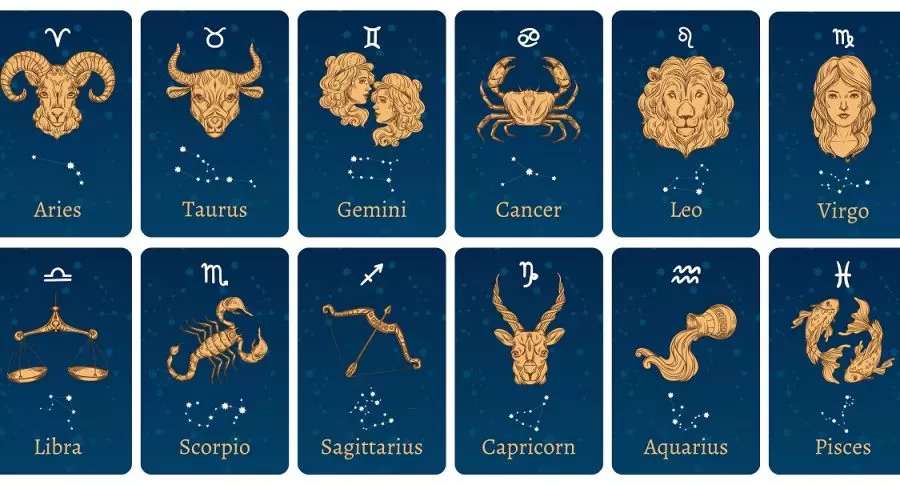 ♈
Aries
♉
Taurus
♊
Gemini
♋
Cancer
♌
Leo
♍
Virgo
♎
Libra
♏
Scorpio
♐
Sagittarius
♑
Capricorn
♒
Aquarius
♓
Pisces